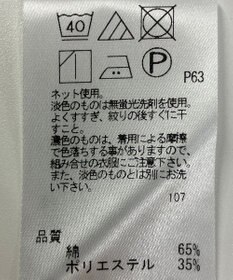 40
P
P63
ネット使用。
淡色のものは無蛍光洗剤を使用。
よくすすぎ、絞りの後すぐに干
すこと。
濃色のものは、着用による摩擦
で色落ちする事がありますので、
組み合せの衣服にご注意下さい。
また、淡色のものとは別にお洗
い下さい。
107
品質
綿 65%
ポリエステル 35%